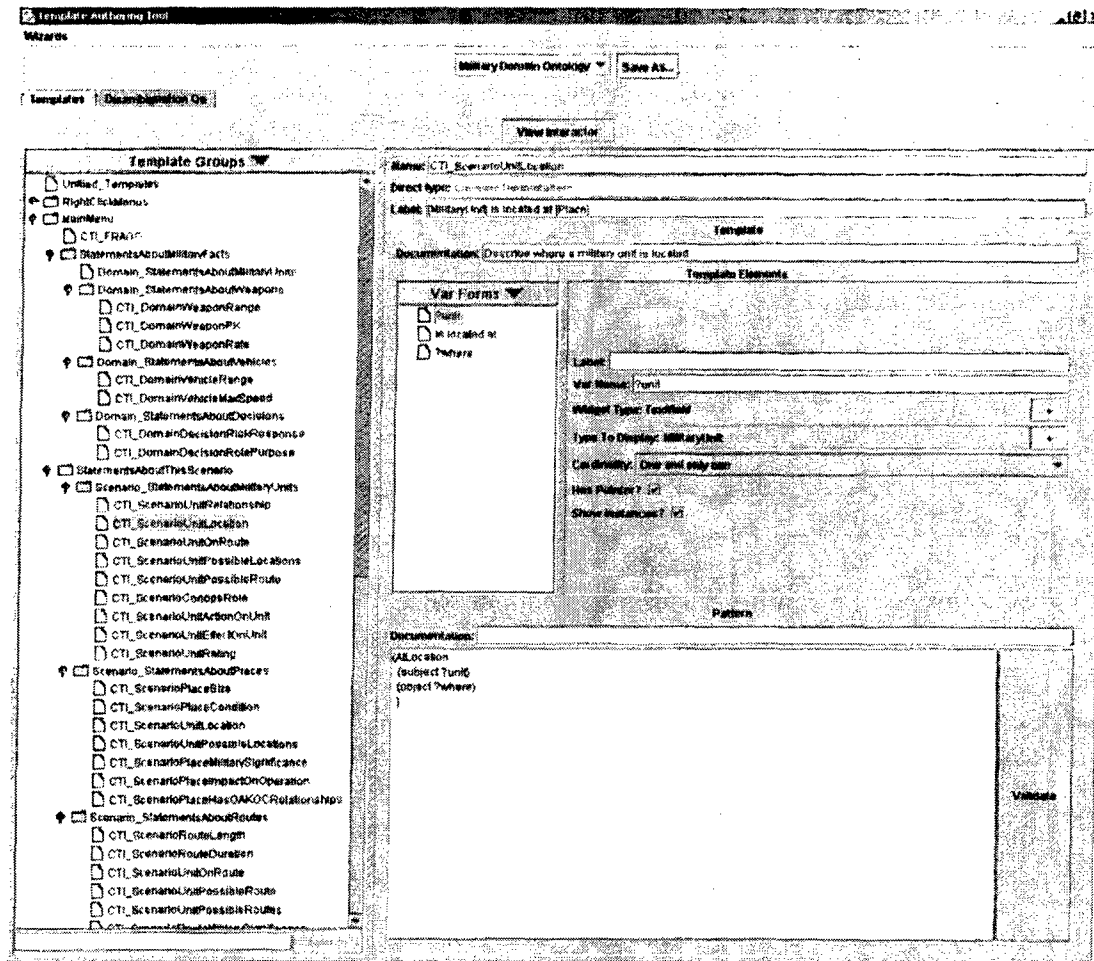 Template Authoring Tool
Wizards
Military Domain Ontology
Save As...
Templates
Disambiguation Qs
View Interactor
Template Groups
Unfiled_Templates
RightClickMenus
MainMenu
StatementsAboutMilitaryFacts
Domain_StatementsAboutMilitaryUnits
Domain_StatementsAboutWeapons
CTI_DomainWeaponRange
CTI_DomainWeaponPK
CTI_DomainWeaponRate
Domain_StatementsAboutVehicles
CTI_DomainVehicleRange
CTI_DomainVehicleMaxSpeed
Domain_StatementsAboutDecisions
CTI_DomainDecisionRiskResponse
CTI_DomainDecisionRolePurpose
StatementsAboutThisScenario
Scenario_StatementsAboutMilitaryUnits
CTI_ScenarioUnitRelationship
CTI_ScenarioUnitLocation
CTI_ScenarioUnitOnRoute
CTI_ScenarioUnitPossibleLocations
CTI_ScenarioUnitPossibleRoute
CTI_ScenarioConopsRole
CTI_ScenarioUnitActionOnUnit
CTI_ScenarioUnitEffectOnUnit
CTI_ScenarioUnitRating
Scenario_StatementsAboutPlaces
CTI_ScenarioPlaceSize
CTI_ScenarioPlaceCondition
CTI_ScenarioUnitLocation
CTI_ScenarioUnitPossibleLocations
CTI_ScenarioPlaceMilitarySignificance
CTI_ScenarioPlaceImpactOnOperation
CTI_ScenarioPlaceHasOAKOCRelationships
Scenario_StatementsAboutRoutes
CTI_ScenarioRouteLength
CTI_ScenarioRouteDuration
CTI_ScenarioUnitOnRoute
CTI_ScenarioUnitPossibleRoute
CTI_ScenarioUnitPossibleRoutes
Name: CTI_ScenarioUnitLocation
Direct type:
Label: [MilitaryUnit] is located at [Place]
Template
Documentation: Describe where a military unit is located
Template Elements
Var Forms
?unit
is located at
?where
Label:
Var Name: ?unit
Widget Type: Textfield
Type To Display: MilitaryUnit
Cardinality: One and only one
Has Pointer?
Show Instances?
Pattern
Documentation:
(AtLocation
(subject ?unit)
(object ?where)
)
Validate